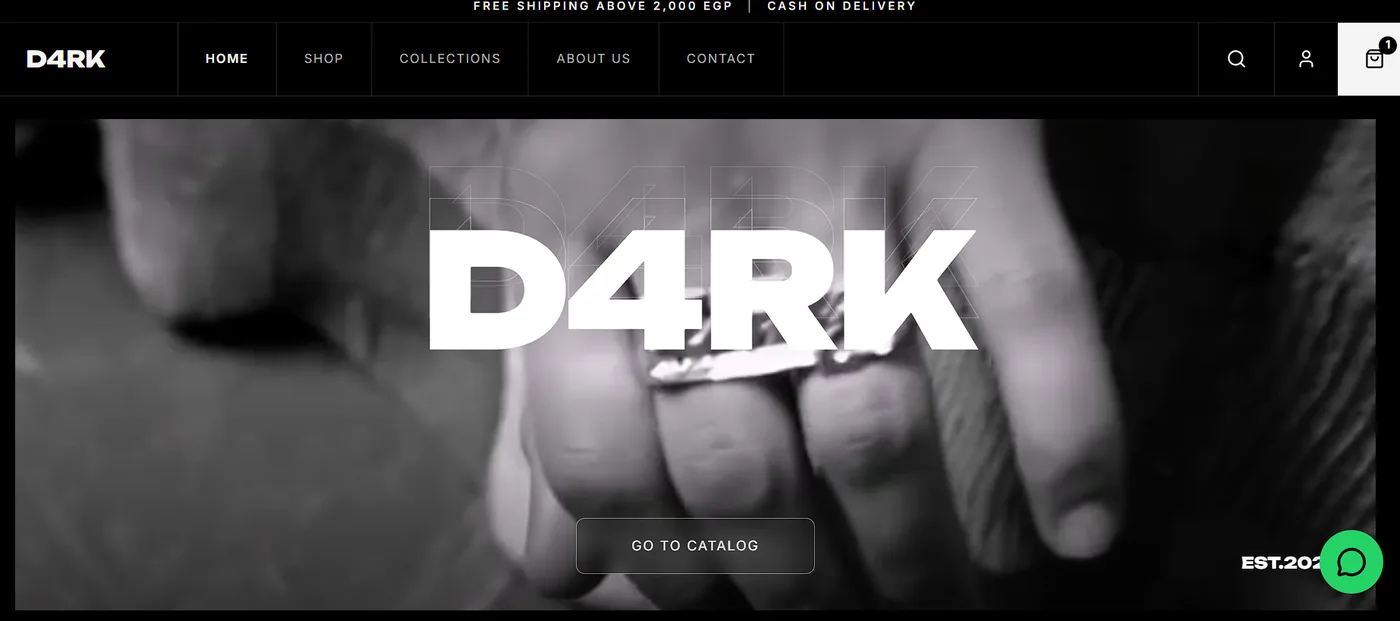 FREE SHIPPING ABOVE 2,000 EGP | CASH ON DELIVERY
D4RK
HOME
SHOP
COLLECTIONS
ABOUT US
CONTACT
1
D4RK
GO TO CATALOG